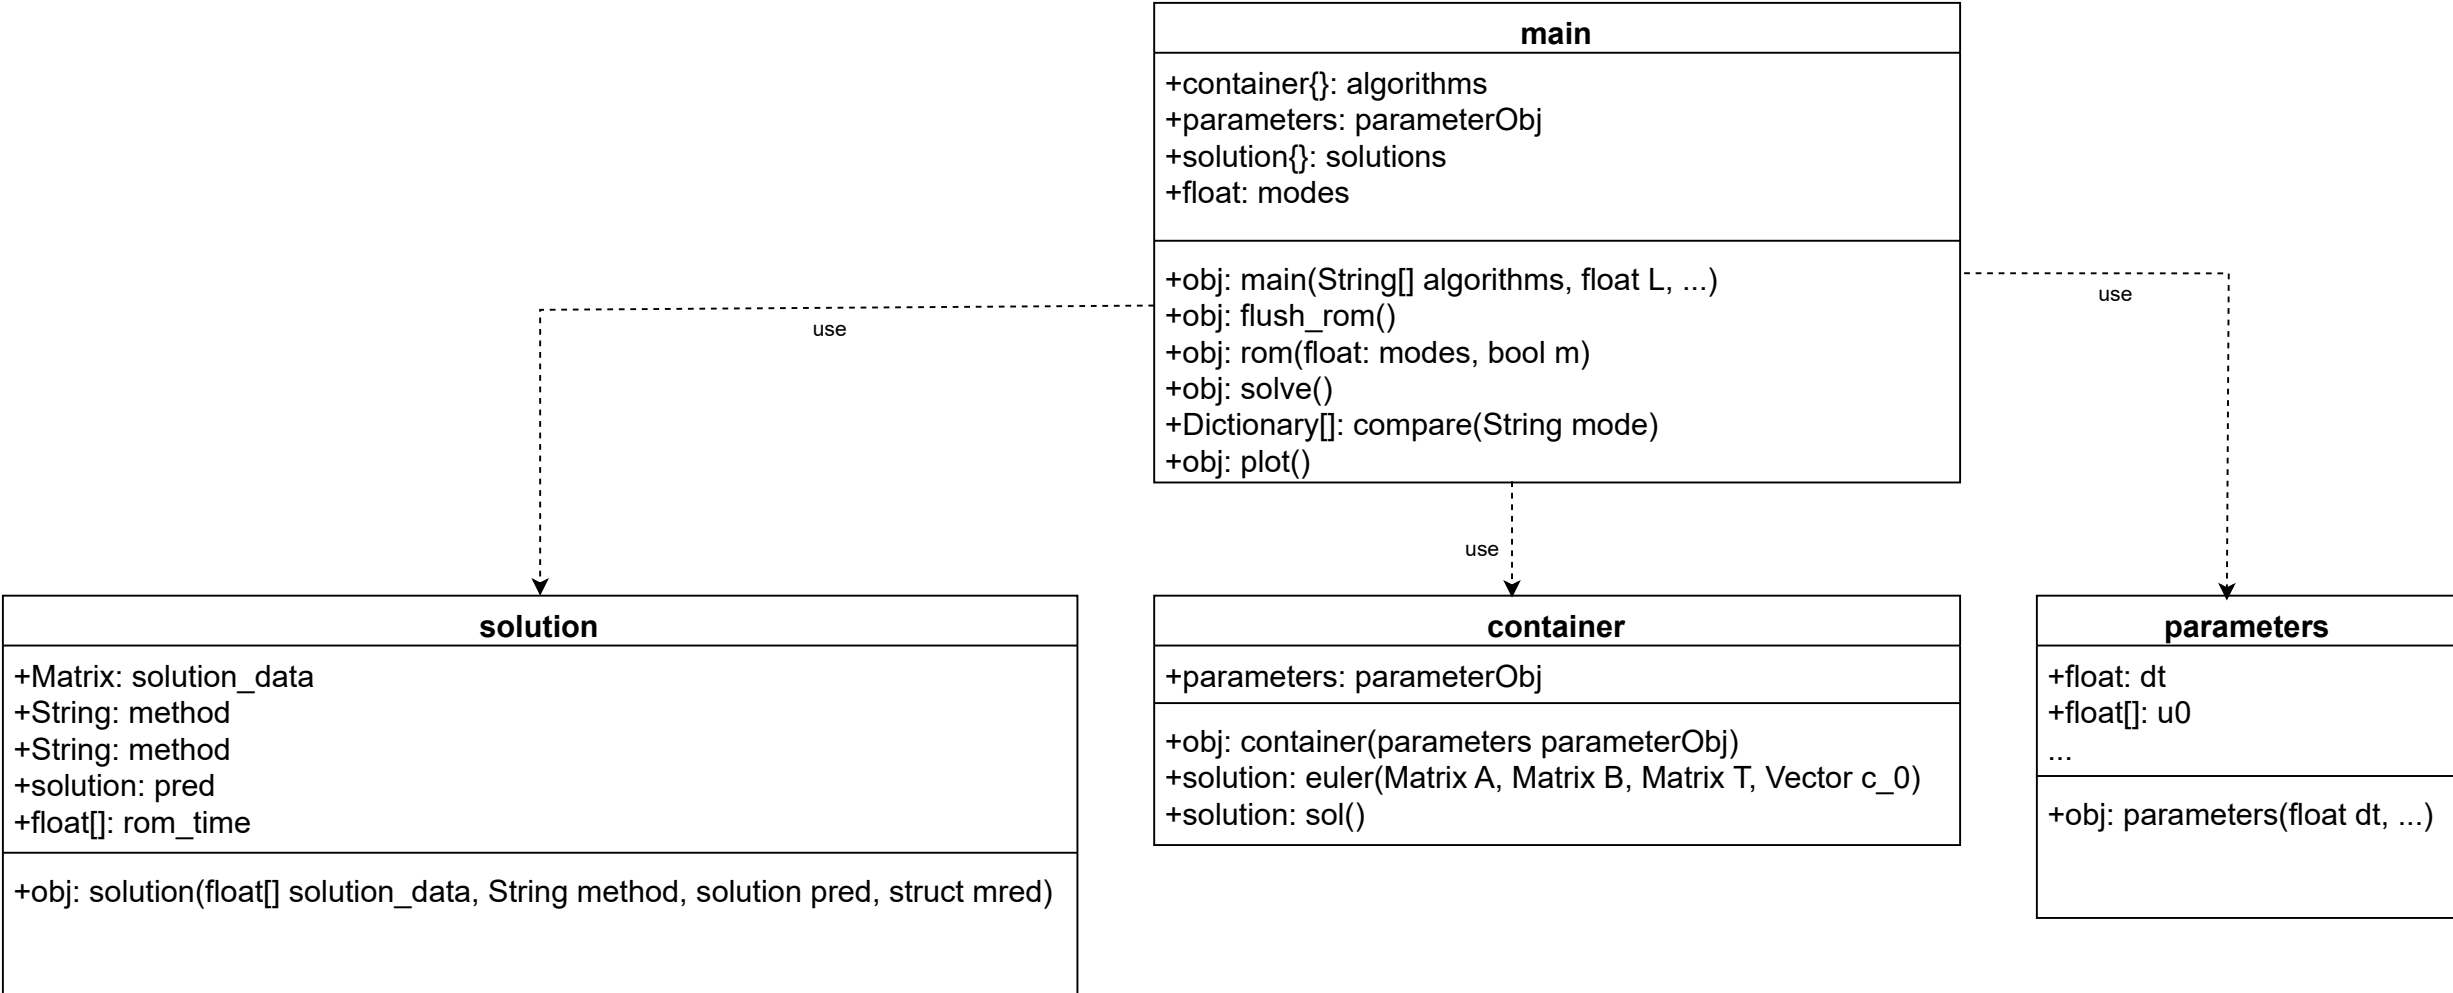 main
+container{}: algorithms
+parameters: parameterObj
+solution{}: solutions
+float: modes
+obj: main(String[] algorithms, float L, ...)
+obj: flush_rom()
+obj: rom(float: modes, bool m)
+obj: solve()
+Dictionary[]: compare(String mode)
+obj: plot()
use
use
use
solution
+Matrix: solution_data
+String: method
+String: method
+solution: pred
+float[]: rom_time
+obj: solution(float[] solution_data, String method, solution pred, struct mred)
container
+parameters: parameterObj
+obj: container(parameters parameterObj)
+solution: euler(Matrix A, Matrix B, Matrix T, Vector c_0)
+solution: sol()
parameters
+float: dt
+float[]: u0
...
+obj: parameters(float dt, ...)